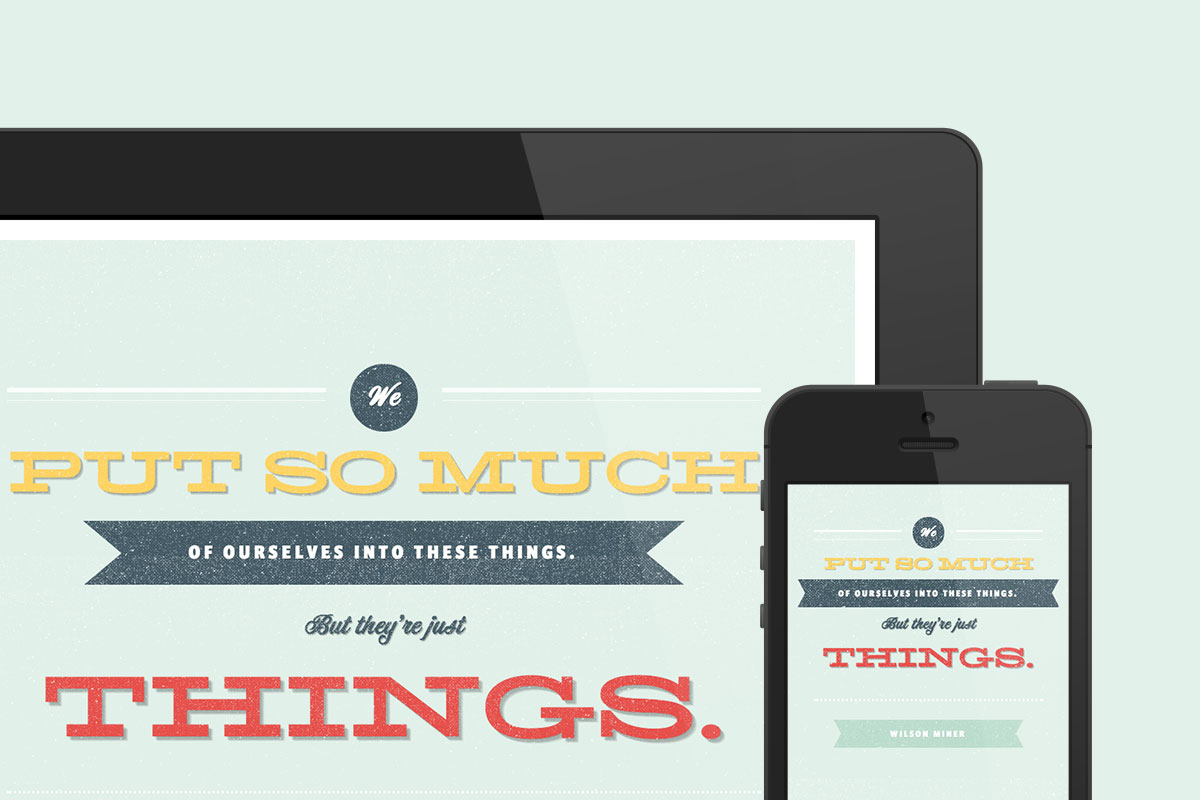 We
PUT SO MUCH
OF OURSELVES INTO THESE THINGS.
But they're just
THINGS.
We
PUT SO MUCH
OF OURSELVES INTO THESE THINGS.
But they're just
THINGS.
WILSON MINER